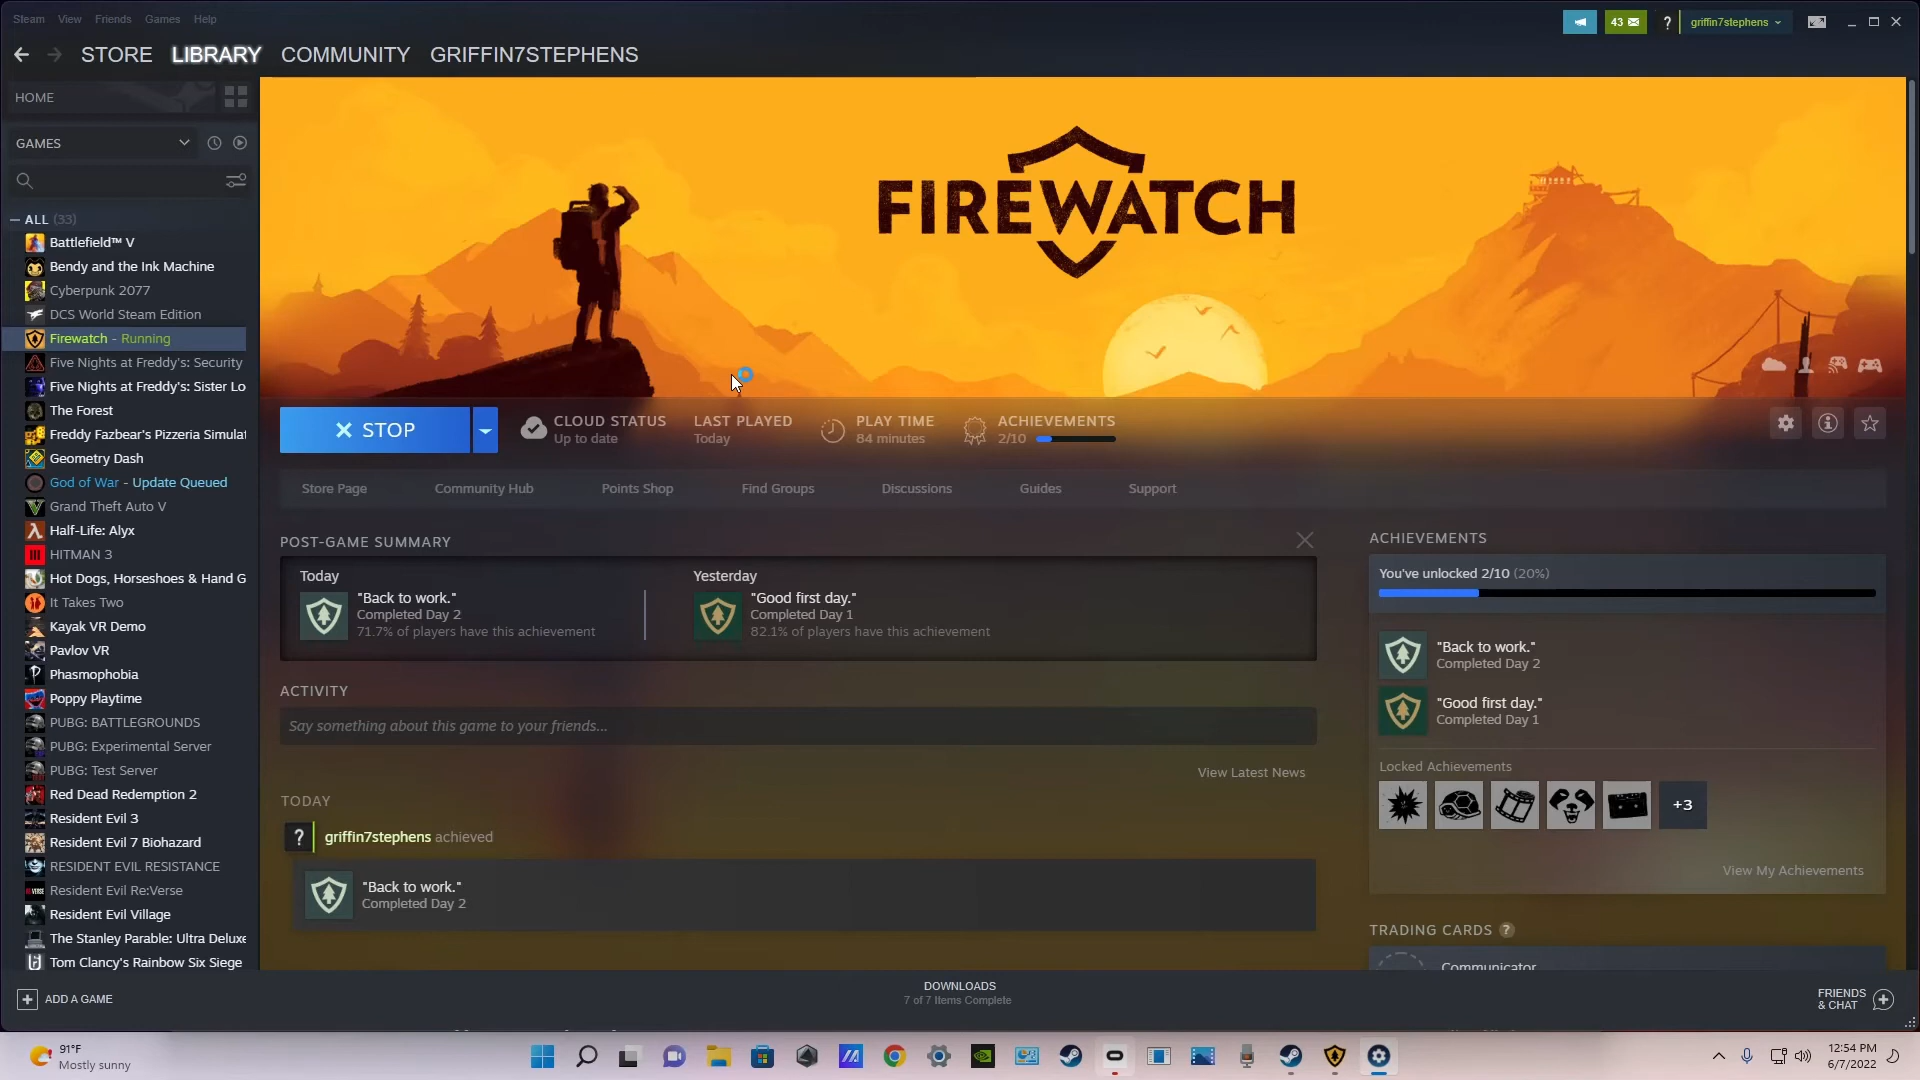 Steam View Friends Games Help
43
?
griffin7stephens
STORE LIBRARY COMMUNITY GRIFFIN7STEPHENS
HOME
GAMES
ALL (33)
Battlefield™ V
Bendy and the Ink Machine
Cyberpunk 2077
DCS World Steam Edition
Firewatch - Running
Five Nights at Freddy's: Security
Five Nights at Freddy's: Sister Lo
The Forest
Freddy Fazbear's Pizzeria Simulat
Geometry Dash
God of War - Update Queued
Grand Theft Auto V
Half-Life: Alyx
HITMAN 3
Hot Dogs, Horseshoes & Hand G
It Takes Two
Kayak VR Demo
Pavlov VR
Phasmophobia
Poppy Playtime
PUBG: BATTLEGROUNDS
PUBG: Experimental Server
PUBG: Test Server
Red Dead Redemption 2
Resident Evil 3
Resident Evil 7 Biohazard
RESIDENT EVIL RESISTANCE
Resident Evil Re:Verse
Resident Evil Village
The Stanley Parable: Ultra Deluxe
Tom Clancy's Rainbow Six Siege
FIREWATCH
STOP
CLOUD STATUS
Up to date
LAST PLAYED
Today
PLAY TIME
84 minutes
ACHIEVEMENTS
2/10
Store Page Community Hub Points Shop Find Groups Discussions Guides Support
POST-GAME SUMMARY
Today
"Back to work."
Completed Day 2
71.7% of players have this achievement
Yesterday
"Good first day."
Completed Day 1
82.1% of players have this achievement
ACTIVITY
Say something about this game to your friends...
View Latest News
TODAY
?
griffin7stephens achieved
"Back to work."
Completed Day 2
ACHIEVEMENTS
You've unlocked 2/10 (20%)
"Back to work."
Completed Day 2
"Good first day."
Completed Day 1
Locked Achievements
+3
View My Achievements
TRADING CARDS ?
Communicator
ADD A GAME
DOWNLOADS
7 of 7 Items Complete
FRIENDS
& CHAT
91°F
Mostly sunny
12:54 PM
6/7/2022